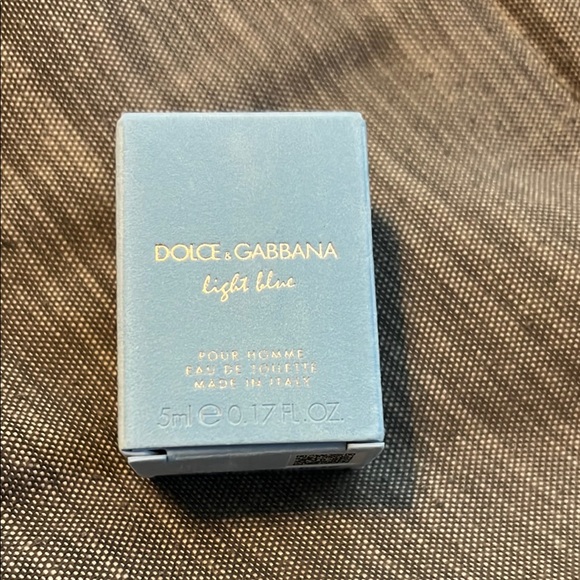 DOLCE & GABBANA
light blue
POUR HOMME
EAU DE TOILETTE
MADE IN ITALY
5ml ℮ 0.17 FL.OZ.